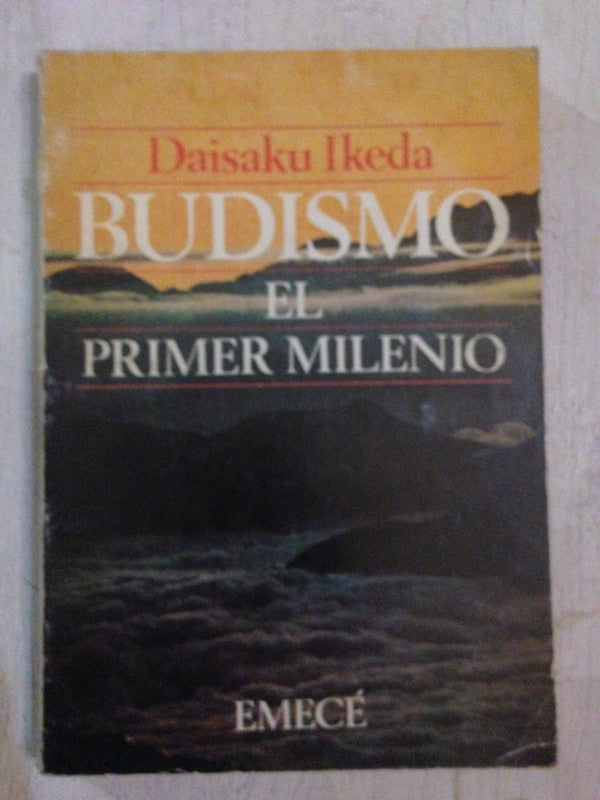 Daisaku Ikeda
BUDISMO
EL
PRIMER MILENIO
EMECÉ